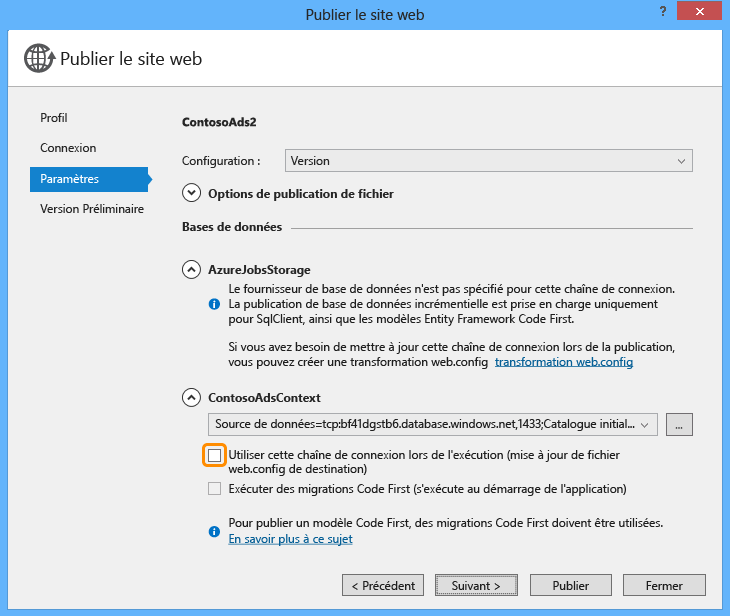 Publier le site web
?
Publier le site web
Profil
Connexion
Paramètres
Version Préliminaire
ContosoAds2
Configuration :
Version
Options de publication de fichier
Bases de données
AzureJobsStorage
Le fournisseur de base de données n'est pas spécifié pour cette chaîne de connexion.
La publication de base de données incrémentielle est prise en charge uniquement
pour SqlClient, ainsi que les modèles Entity Framework Code First.
Si vous avez besoin de mettre à jour cette chaîne de connexion lors de la publication,
vous pouvez créer une transformation web.config transformation web.config
ContosoAdsContext
Source de données=tcp:bf41dgstb6.database.windows.net,1433;Catalogue initial...
...
Utiliser cette chaîne de connexion lors de l'exécution (mise à jour de fichier
web.config de destination)
Exécuter des migrations Code First (s'exécute au démarrage de l'application)
Pour publier un modèle Code First, des migrations Code First doivent être utilisées.
En savoir plus à ce sujet
< Précédent
Suivant >
Publier
Fermer